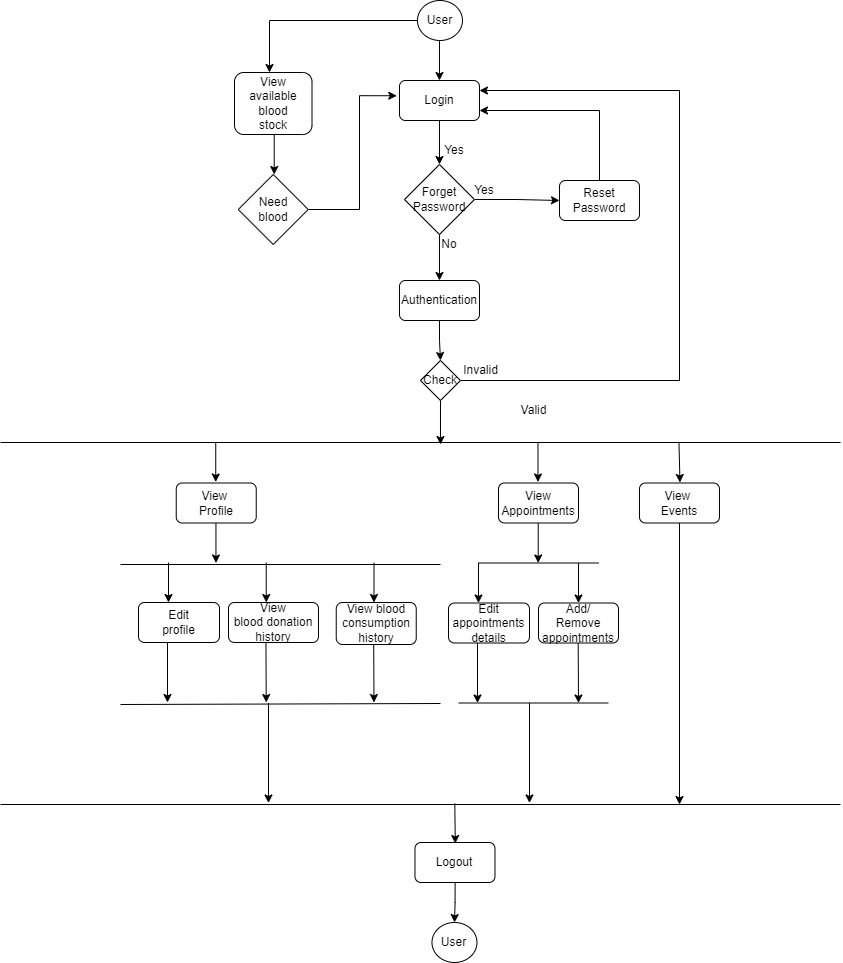 User
View
available
blood
stock
Login
Yes
Need
blood
Forget
Password
Yes
Reset
Password
No
Authentication
Check
Invalid
Valid
View
Profile
View
Appointments
View
Events
Edit
profile
View
blood donation
history
View blood
consumption
history
Edit
appointments
details
Add/
Remove
appointments
Logout
User